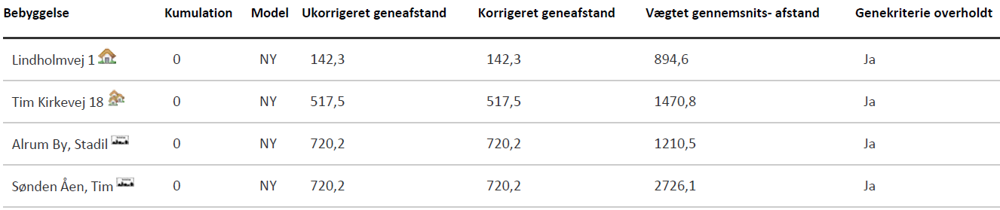 Bebyggelse Kumulation Model Ukorrigeret geneafstand Korrigeret geneafstand Vægtet gennemsnits- afstand Genekriterie overholdt
Lindholmvej 1 0 NY 142,3 142,3 894,6 Ja
Tim Kirkevej 18 0 NY 517,5 517,5 1470,8 Ja
Alrum By, Stadil 0 NY 720,2 720,2 1210,5 Ja
Sønden Åen, Tim 0 NY 720,2 720,2 2726,1 Ja